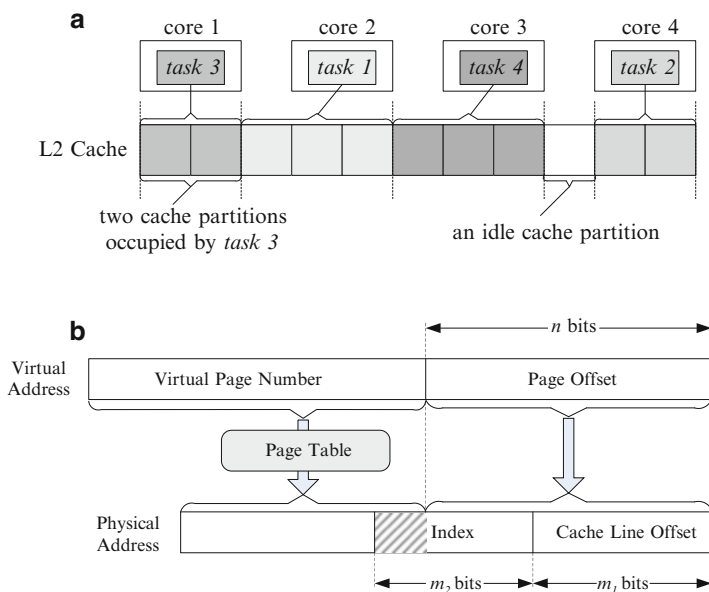 a
core 1 core 2 core 3 core 4
task 3 task 1 task 4 task 2
L2 Cache
two cache partitions
occupied by task 3
an idle cache partition
b
n bits
Virtual
Address
Virtual Page Number
Page Offset
Page Table
Physical
Address
Index
Cache Line Offset
m2 bits
m1 bits